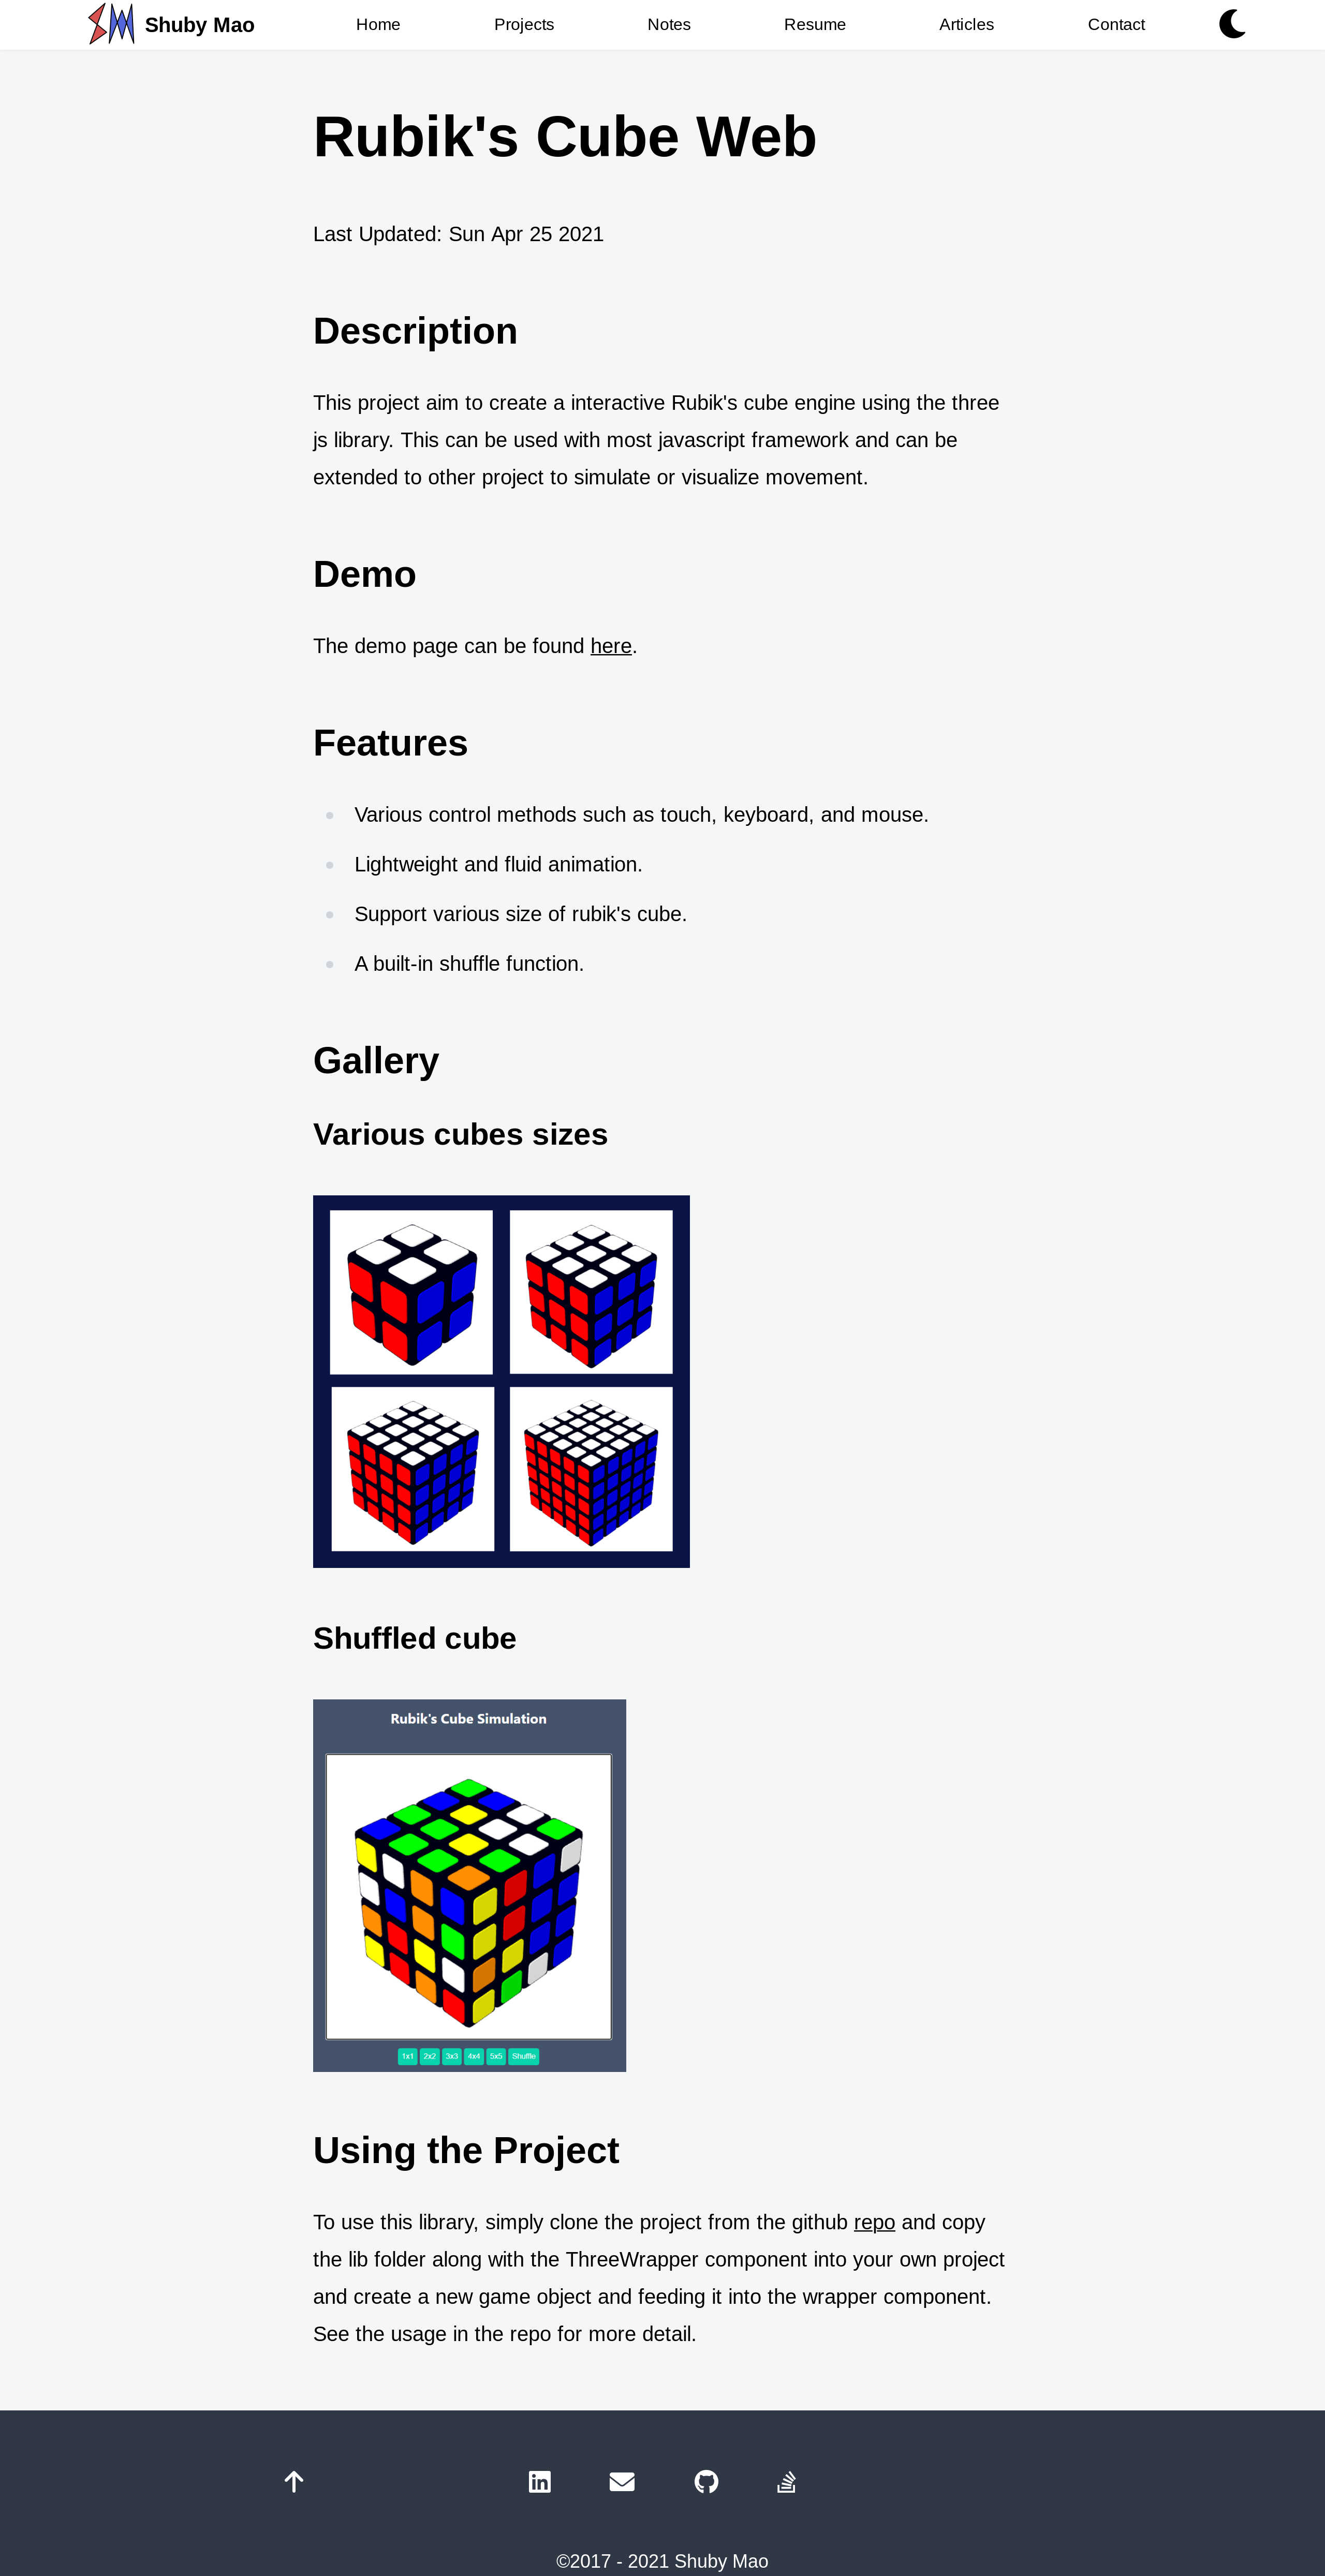 Shuby Mao
Home
Projects
Notes
Resume
Articles
Contact
Rubik's Cube Web
Last Updated: Sun Apr 25 2021
Description
This project aim to create a interactive Rubik's cube engine using the three
js library. This can be used with most javascript framework and can be
extended to other project to simulate or visualize movement.
Demo
The demo page can be found here.
Features
Various control methods such as touch, keyboard, and mouse.
Lightweight and fluid animation.
Support various size of rubik's cube.
A built-in shuffle function.
Gallery
Various cubes sizes
Shuffled cube
Rubik's Cube Simulation
1x1 2x2 3x3 4x4 5x5 Shuffle
Using the Project
To use this library, simply clone the project from the github repo and copy
the lib folder along with the ThreeWrapper component into your own project
and create a new game object and feeding it into the wrapper component.
See the usage in the repo for more detail.
©2017 - 2021 Shuby Mao